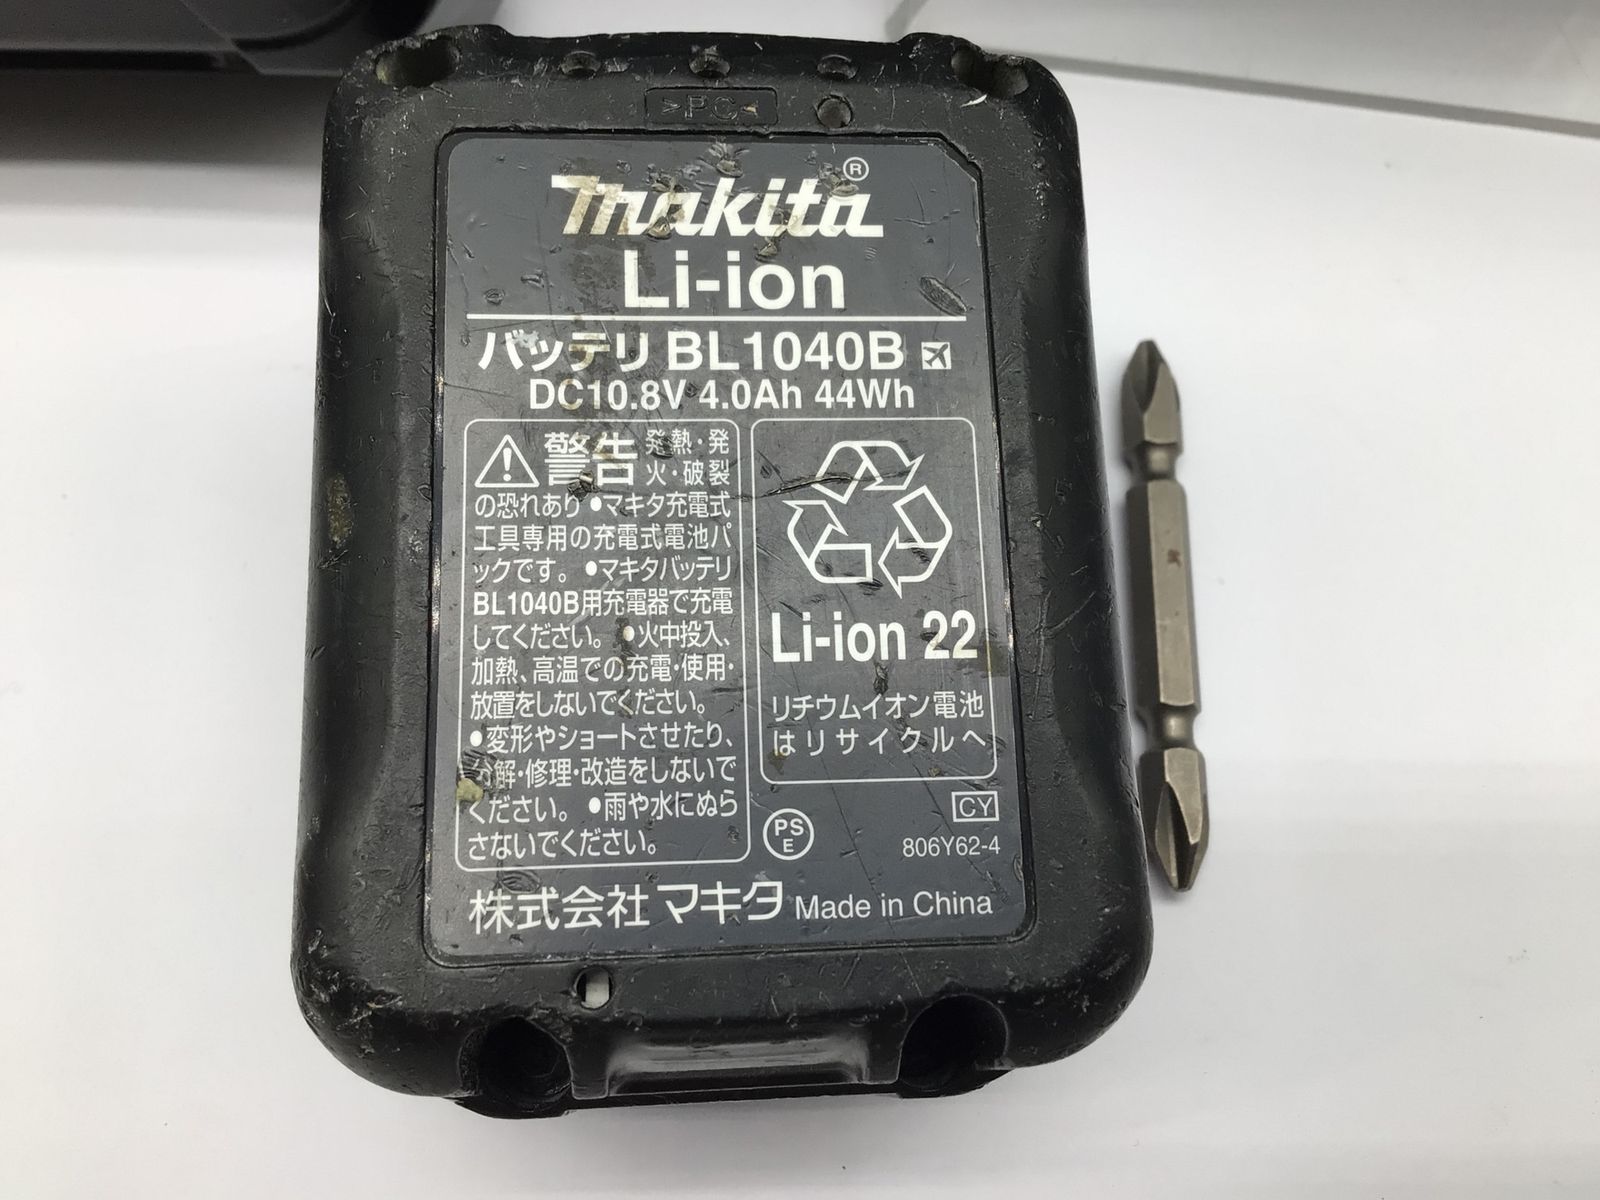 >PC<
makita®
Li-ion
バッテリ BL1040B
DC10.8V 4.0Ah 44Wh
警告 発熱・発
火・破裂
の恐れあり ●マキタ充電式
工具専用の充電式電池パ
ックです。 ●マキタバッテリ
BL1040B用充電器で充電
してください。 ●火中投入、
加熱、高温での充電・使用・
放置をしないでください。
●変形やショートさせたり、
分解・修理・改造をしないで
ください。 ●雨や水にぬら
さないでください。
Li-ion 22
リチウムイオン電池
はリサイクルへ
CY
PS
E
806Y62-4
株式会社 マキタ Made in China